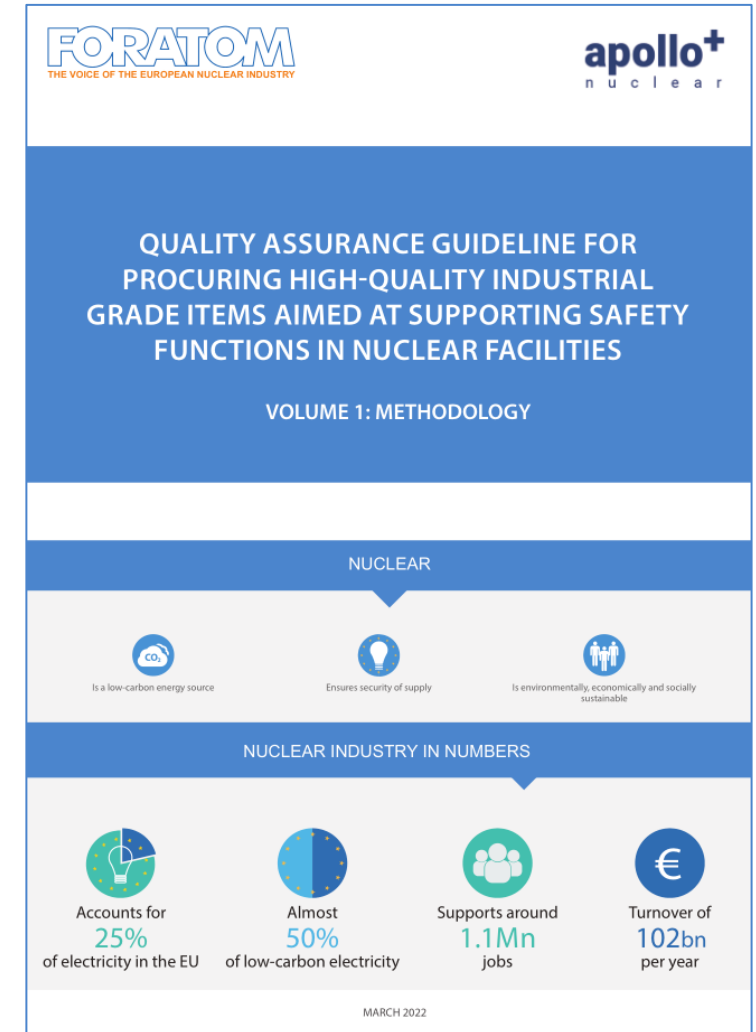 FORATOM
THE VOICE OF THE EUROPEAN NUCLEAR INDUSTRY
apollo+
nuclear
QUALITY ASSURANCE GUIDELINE FOR
PROCURING HIGH-QUALITY INDUSTRIAL
GRADE ITEMS AIMED AT SUPPORTING SAFETY
FUNCTIONS IN NUCLEAR FACILITIES
VOLUME 1: METHODOLOGY
NUCLEAR
CO₂
Is a low-carbon energy source
Ensures security of supply
Is environmentally, economically and socially
sustainable
NUCLEAR INDUSTRY IN NUMBERS
€
Accounts for
25%
of electricity in the EU
Almost
50%
of low-carbon electricity
Supports around
1.1Mn
jobs
Turnover of
102bn
per year
MARCH 2022